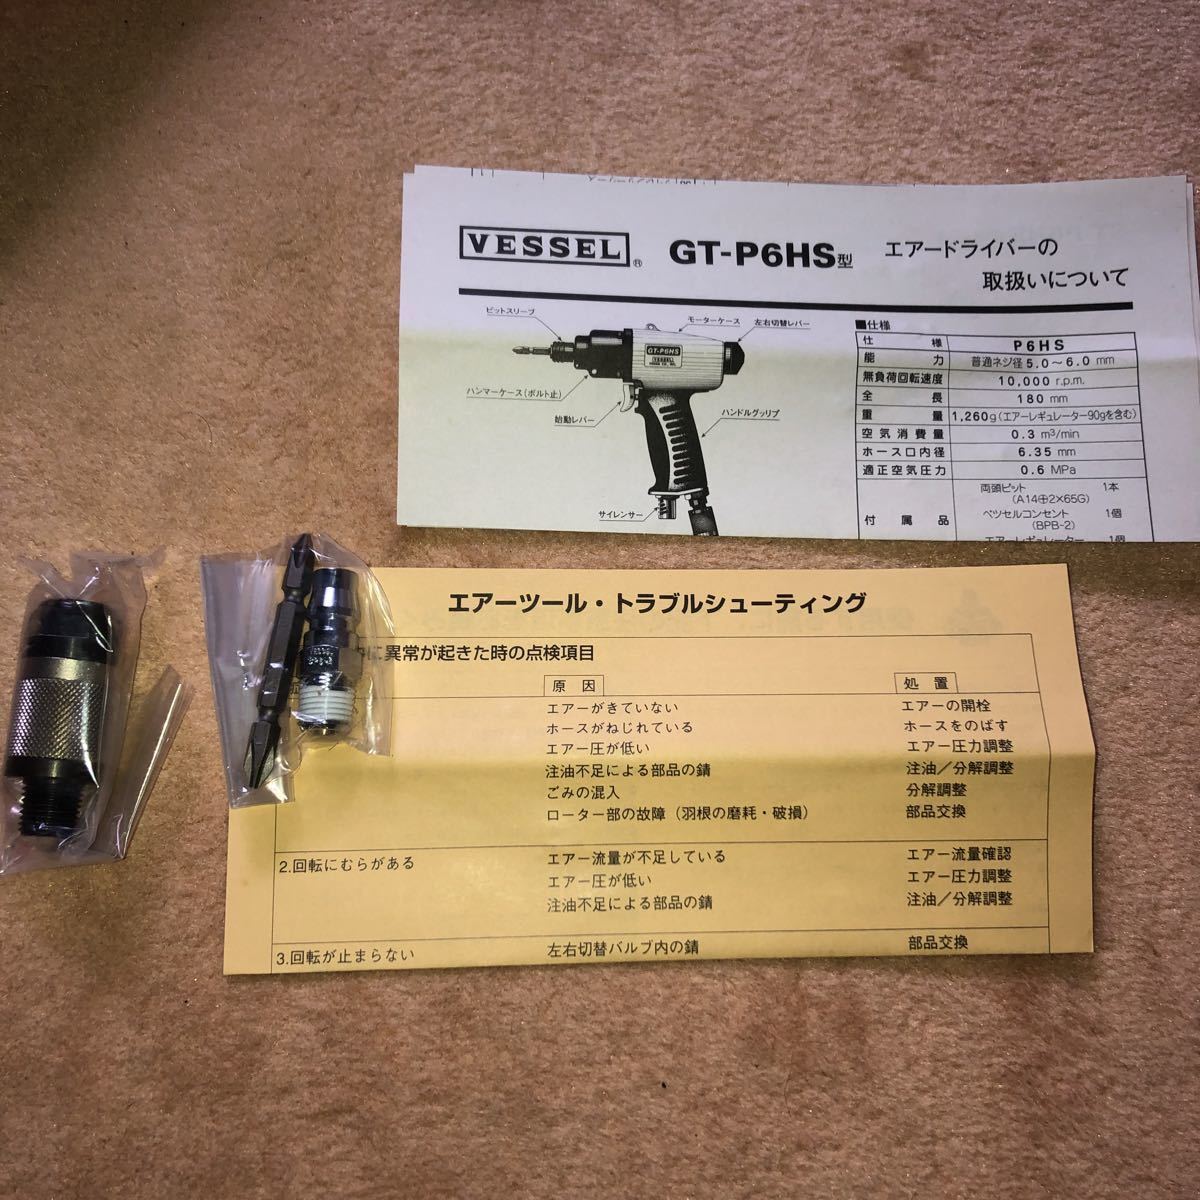 VESSEL®
GT-P6HS型
エアードライバーの
取扱いについて
ビットスリーブ
モーターケース
左右切替レバー
GT-P6HS
VESSEL
ハンマーケース(ボルト止)
始動レバー
ハンドルグリップ
サイレンサー
■仕様
仕 様 P6HS
能 力 普通ネジ径 5.0〜6.0 mm
無負荷回転速度 10,000 r.p.m.
全 長 180 mm
重 量 1,260g(エアーレギュレーター90gを含む)
空気消費量 0.3 m³/min
ホース口内径 6.35 mm
適正空気圧力 0.6 MPa
付属品 両頭ビット 1本
(A14⊕2×65G)
ベツセルコンセント 1個
(BPB-2)
エアーレギュレーター 1個
エアーツール・トラブルシューティング
に異常が起きた時の点検項目
原 因 処 置
エアーがきていない エアーの開栓
ホースがねじれている ホースをのばす
エアー圧が低い エアー圧力調整
注油不足による部品の錆 注油/分解調整
ごみの混入 分解調整
ローター部の故障(羽根の磨耗・破損) 部品交換
2.回転にむらがある エアー流量が不足している エアー流量確認
エアー圧が低い エアー圧力調整
注油不足による部品の錆 注油/分解調整
3.回転が止まらない 左右切替バルブ内の錆 部品交換